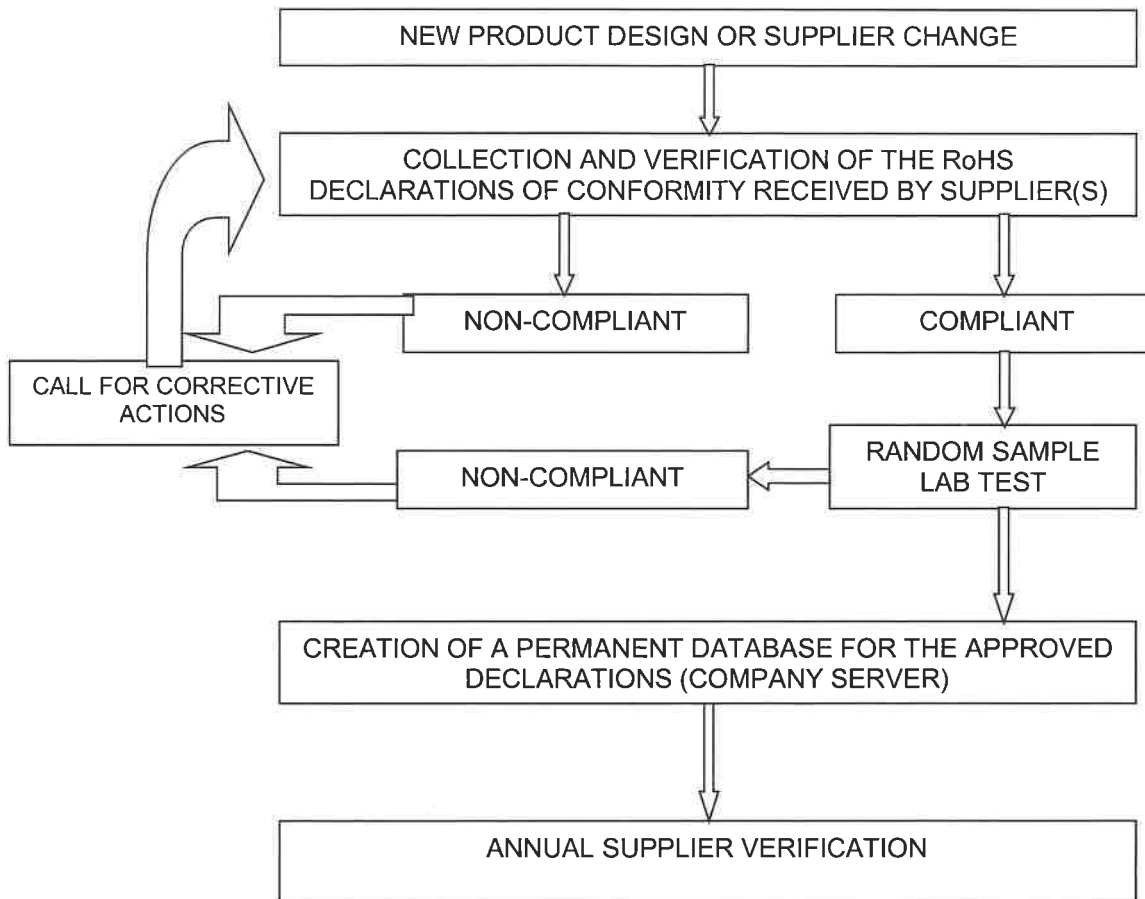 NEW PRODUCT DESIGN OR SUPPLIER CHANGE
COLLECTION AND VERIFICATION OF THE RoHS
DECLARATIONS OF CONFORMITY RECEIVED BY SUPPLIER(S)
NON-COMPLIANT
COMPLIANT
CALL FOR CORRECTIVE
ACTIONS
RANDOM SAMPLE
LAB TEST
NON-COMPLIANT
CREATION OF A PERMANENT DATABASE FOR THE APPROVED
DECLARATIONS (COMPANY SERVER)
ANNUAL SUPPLIER VERIFICATION